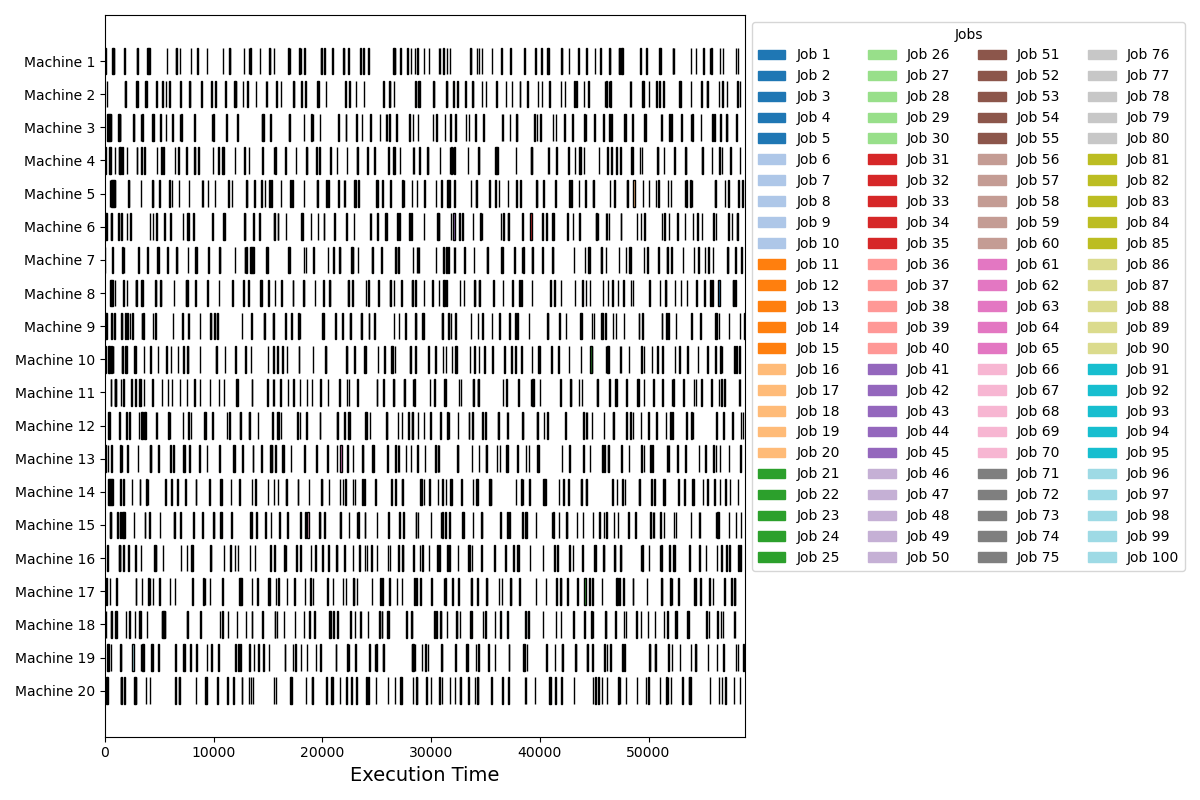 Jobs
Machine 1
Machine 2
Machine 3
Machine 4
Machine 5
Machine 6
Machine 7
Machine 8
Machine 9
Machine 10
Machine 11
Machine 12
Machine 13
Machine 14
Machine 15
Machine 16
Machine 17
Machine 18
Machine 19
Machine 20
0 10000 20000 30000 40000 50000
Execution Time
Job 1 Job 26 Job 51 Job 76
Job 2 Job 27 Job 52 Job 77
Job 3 Job 28 Job 53 Job 78
Job 4 Job 29 Job 54 Job 79
Job 5 Job 30 Job 55 Job 80
Job 6 Job 31 Job 56 Job 81
Job 7 Job 32 Job 57 Job 82
Job 8 Job 33 Job 58 Job 83
Job 9 Job 34 Job 59 Job 84
Job 10 Job 35 Job 60 Job 85
Job 11 Job 36 Job 61 Job 86
Job 12 Job 37 Job 62 Job 87
Job 13 Job 38 Job 63 Job 88
Job 14 Job 39 Job 64 Job 89
Job 15 Job 40 Job 65 Job 90
Job 16 Job 41 Job 66 Job 91
Job 17 Job 42 Job 67 Job 92
Job 18 Job 43 Job 68 Job 93
Job 19 Job 44 Job 69 Job 94
Job 20 Job 45 Job 70 Job 95
Job 21 Job 46 Job 71 Job 96
Job 22 Job 47 Job 72 Job 97
Job 23 Job 48 Job 73 Job 98
Job 24 Job 49 Job 74 Job 99
Job 25 Job 50 Job 75 Job 100